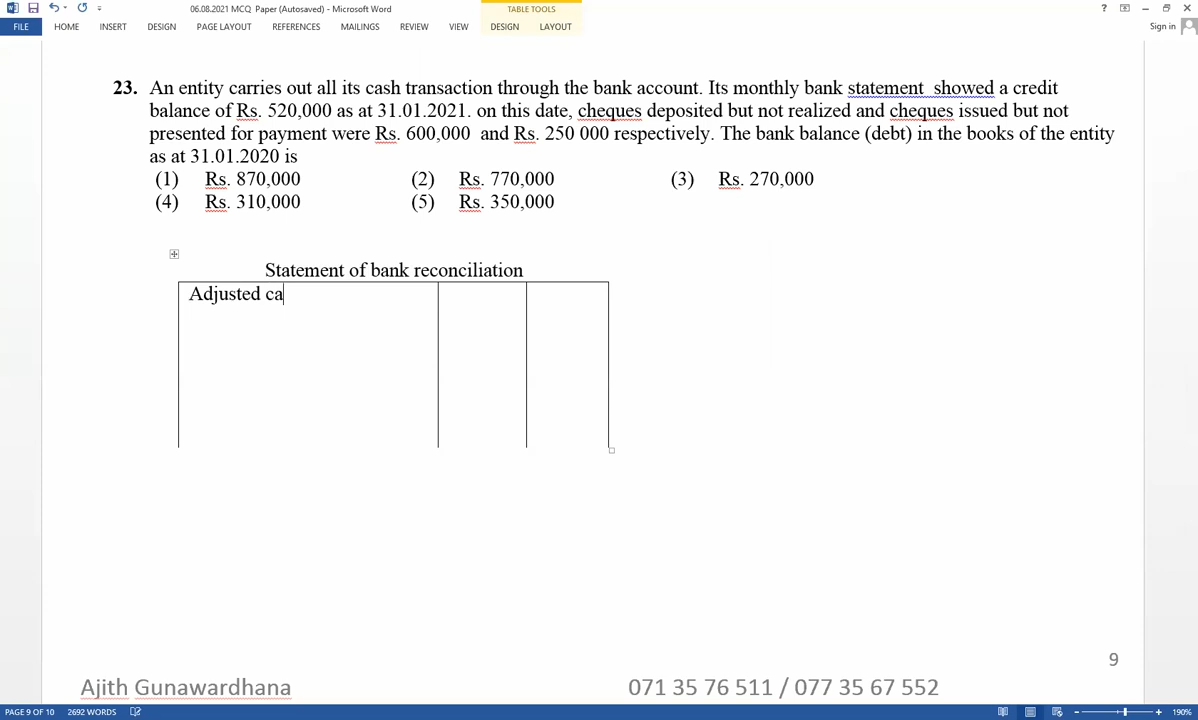 06.08.2021 MCQ Paper (Autosaved) - Microsoft Word
TABLE TOOLS
?
FILE HOME INSERT DESIGN PAGE LAYOUT REFERENCES MAILINGS REVIEW VIEW DESIGN LAYOUT
Sign in
23. An entity carries out all its cash transaction through the bank account. Its monthly bank statement showed a credit
balance of Rs. 520,000 as at 31.01.2021. on this date, cheques deposited but not realized and cheques issued but not
presented for payment were Rs. 600,000 and Rs. 250 000 respectively. The bank balance (debt) in the books of the entity
as at 31.01.2020 is
(1) Rs. 870,000 (2) Rs. 770,000 (3) Rs. 270,000
(4) Rs. 310,000 (5) Rs. 350,000
Statement of bank reconciliation
Adjusted ca
9
Ajith Gunawardhana 071 35 76 511 / 077 35 67 552
PAGE 9 OF 10 2692 WORDS
190%